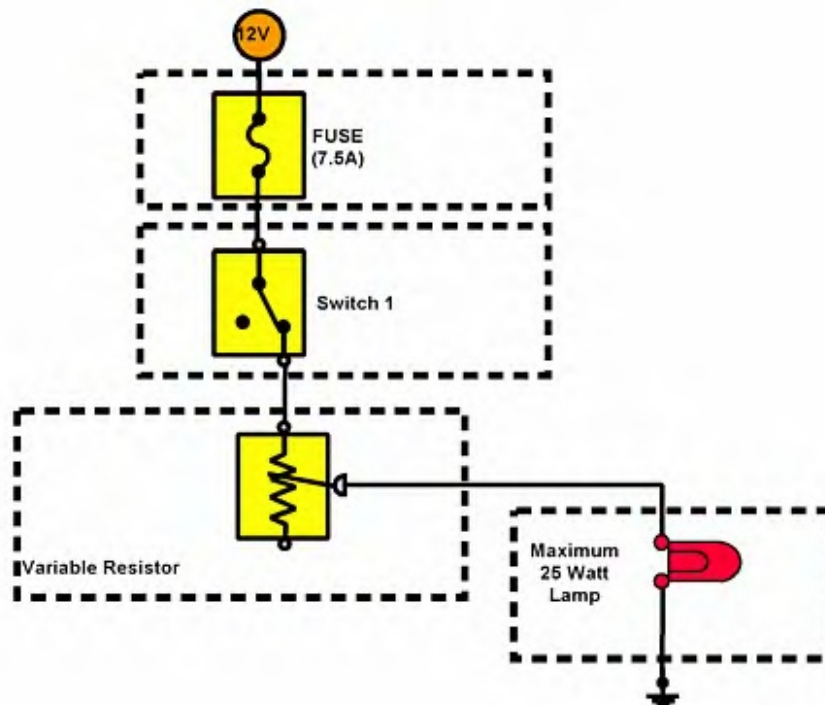 12V
FUSE
(7.5A)
Switch 1
Variable Resistor
Maximum
25 Watt
Lamp